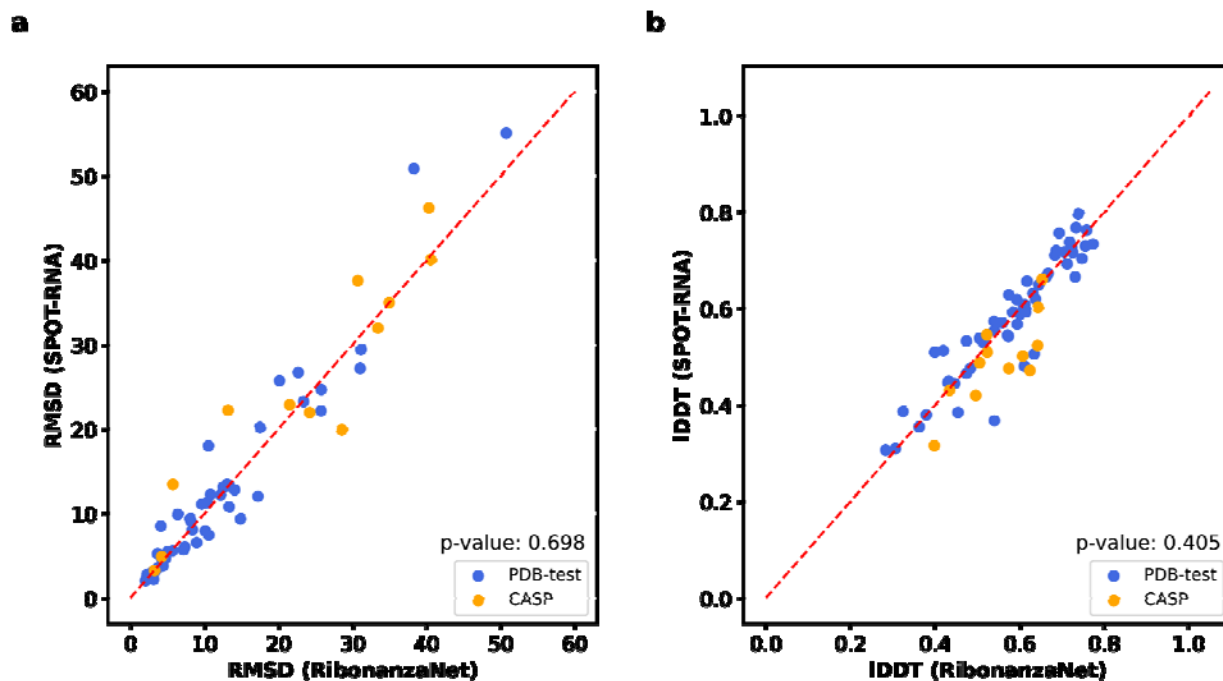 a
b
60
50
40
30
20
10
0
RMSD (SPOT-RNA)
p-value: 0.698
PDB-test
CASP
0 10 20 30 40 50 60
RMSD (RibonanzaNet)
1.0
0.8
0.6
0.4
0.2
0.0
lDDT (SPOT-RNA)
p-value: 0.405
PDB-test
CASP
0.0 0.2 0.4 0.6 0.8 1.0
lDDT (RibonanzaNet)